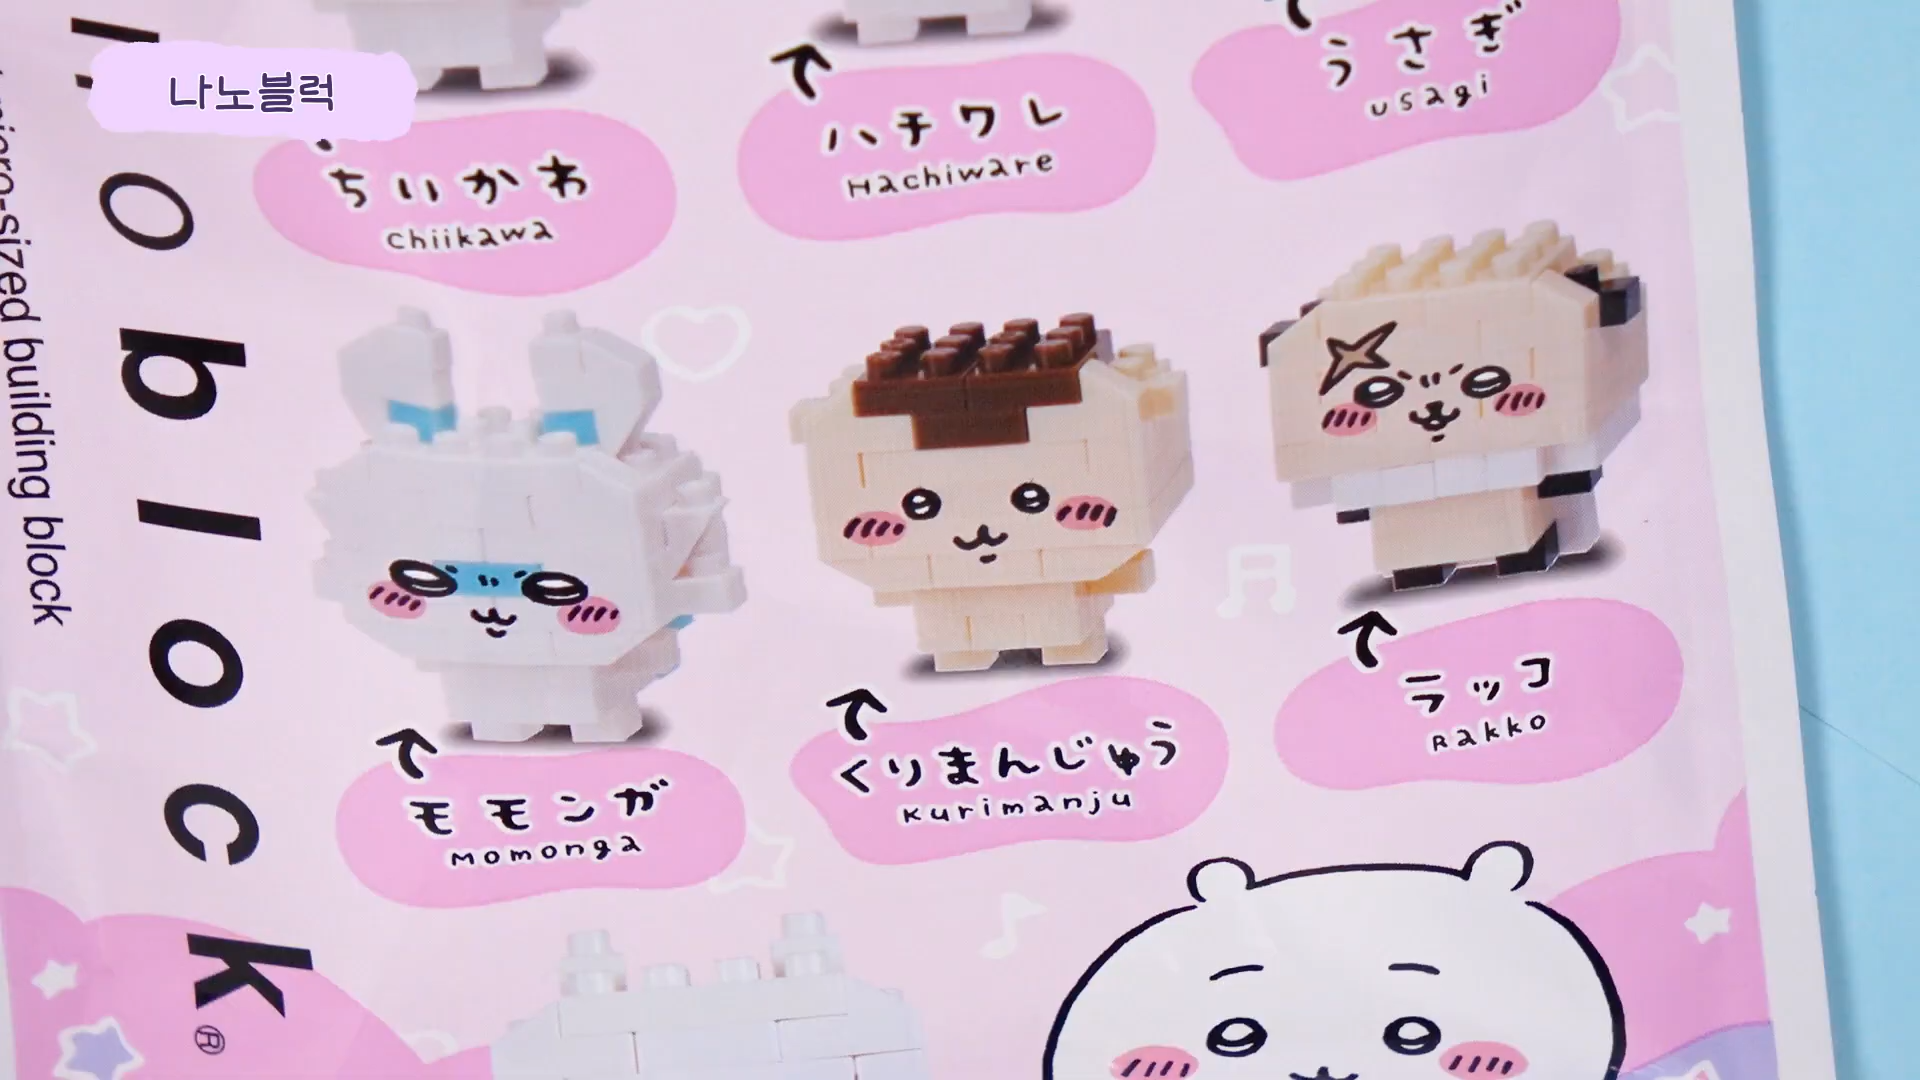 나노블럭
micro-sized building block
oblock®
ちいかわ
chiikawa
ハチワレ
Hachiware
うさぎ
usagi
モモンガ
Momonga
くりまんじゅう
Kurimanju
ラッコ
Rakko